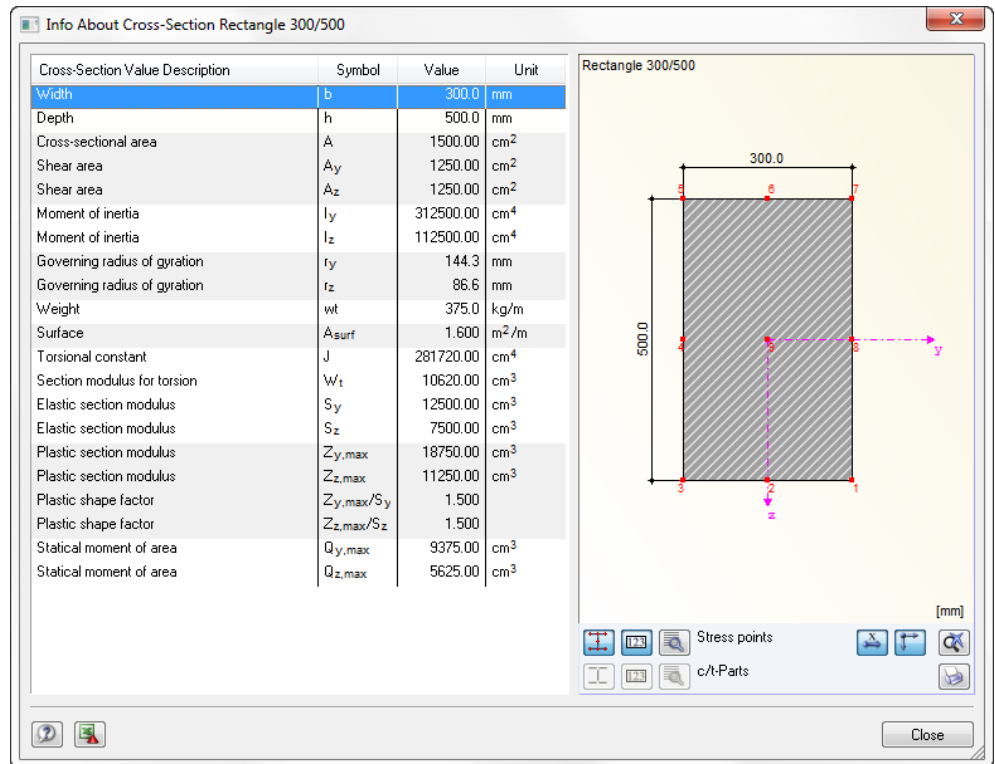 Info About Cross-Section Rectangle 300/500
Cross-Section Value Description Symbol Value Unit
Width b 300.0 mm
Depth h 500.0 mm
Cross-sectional area A 1500.00 cm2
Shear area Ay 1250.00 cm2
Shear area Az 1250.00 cm2
Moment of inertia Iy 312500.00 cm4
Moment of inertia Iz 112500.00 cm4
Governing radius of gyration ry 144.3 mm
Governing radius of gyration rz 86.6 mm
Weight wt 375.0 kg/m
Surface Asurf 1.600 m2/m
Torsional constant J 281720.00 cm4
Section modulus for torsion Wt 10620.00 cm3
Elastic section modulus Sy 12500.00 cm3
Elastic section modulus Sz 7500.00 cm3
Plastic section modulus Zy,max 18750.00 cm3
Plastic section modulus Zz,max 11250.00 cm3
Plastic shape factor Zy,max/Sy 1.500
Plastic shape factor Zz,max/Sz 1.500
Statical moment of area Qy,max 9375.00 cm3
Statical moment of area Qz,max 5625.00 cm3
Rectangle 300/500
300.0
5 6 7
500.0
4 9 8 y
3 2 1
z
[mm]
123 Stress points x
123 c/t-Parts
Close